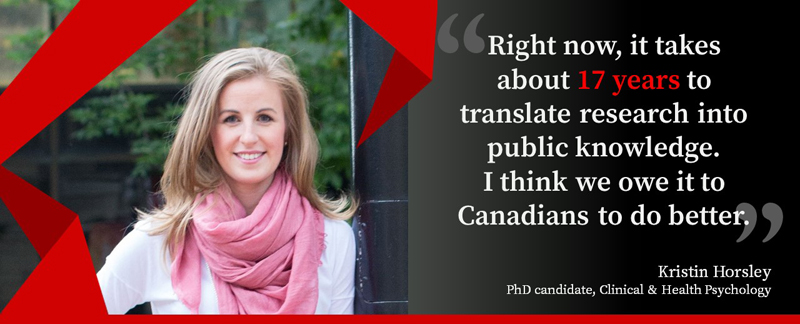 “Right now, it takes
about 17 years to
translate research into
public knowledge.
I think we owe it to
Canadians to do better.”
Kristin Horsley
PhD candidate, Clinical & Health Psychology